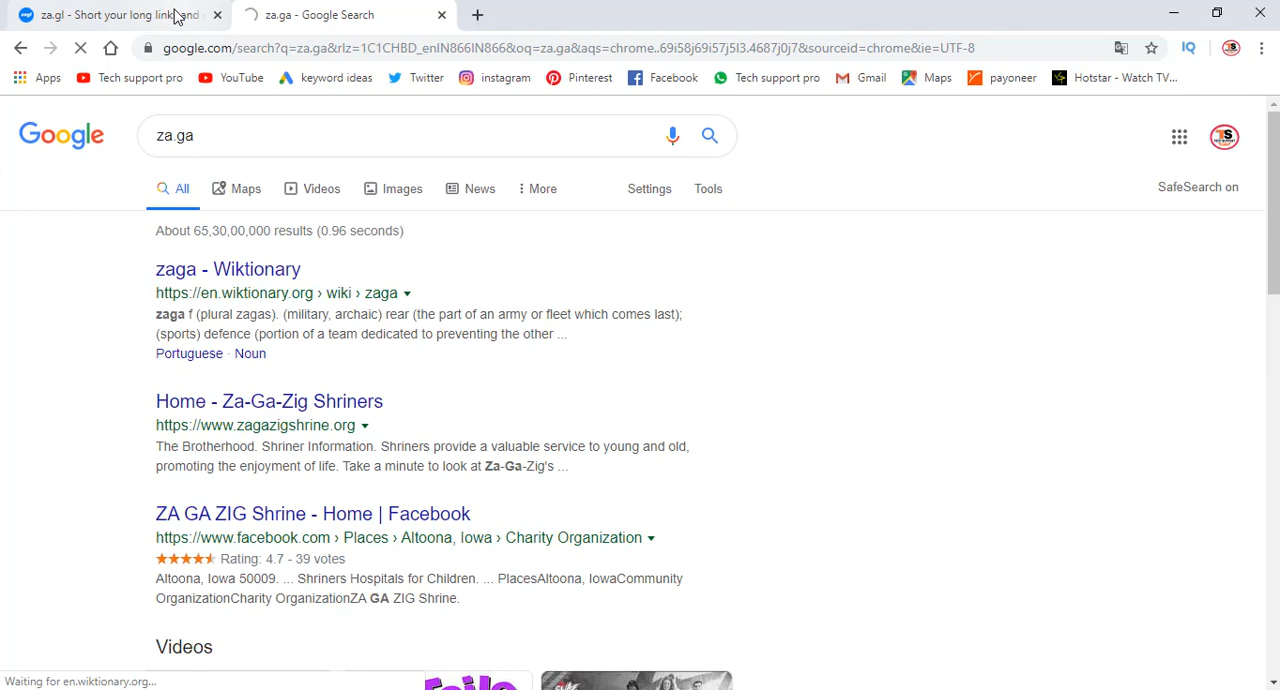 za.gl - Short your long link and
za.ga - Google Search
google.com/search?q=za.ga&rlz=1C1CHBD_enIN866IN866&oq=za.ga&aqs=chrome..69i58j69i57j5l3.4687j0j7&sourceid=chrome&ie=UTF-8
IQ
Apps Tech support pro YouTube keyword ideas Twitter instagram Pinterest Facebook Tech support pro Gmail Maps payoneer Hotstar - Watch TV...
Google
za.ga
TS
All Maps Videos Images News More Settings Tools
SafeSearch on
About 65,30,00,000 results (0.96 seconds)
zaga - Wiktionary
https://en.wiktionary.org › wiki › zaga
zaga f (plural zagas). (military, archaic) rear (the part of an army or fleet which comes last);
(sports) defence (portion of a team dedicated to preventing the other ...
Portuguese · Noun
Home - Za-Ga-Zig Shriners
https://www.zagazigshrine.org
The Brotherhood. Shriner Information. Shriners provide a valuable service to young and old,
promoting the enjoyment of life. Take a minute to look at Za-Ga-Zig's ...
ZA GA ZIG Shrine - Home | Facebook
https://www.facebook.com › Places › Altoona, Iowa › Charity Organization
Rating: 4.7 - 39 votes
Altoona, Iowa 50009. ... Shriners Hospitals for Children. ... PlacesAltoona, IowaCommunity
OrganizationCharity OrganizationZA GA ZIG Shrine.
Videos
Waiting for en.wiktionary.org...